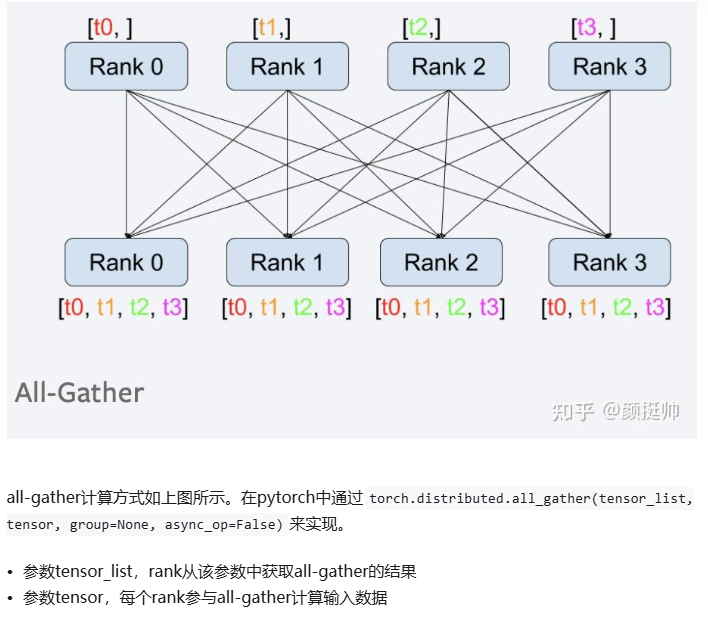 [t0, ] [t1,] [t2,] [t3, ]
Rank 0 Rank 1 Rank 2 Rank 3
Rank 0 Rank 1 Rank 2 Rank 3
[t0, t1, t2, t3] [t0, t1, t2, t3] [t0, t1, t2, t3] [t0, t1, t2, t3]
All-Gather
知乎 @颜挺帅
all-gather计算方式如上图所示。在pytorch中通过 torch.distributed.all_gather(tensor_list,
tensor, group=None, async_op=False) 来实现。
• 参数tensor_list，rank从该参数中获取all-gather的结果
• 参数tensor，每个rank参与all-gather计算输入数据